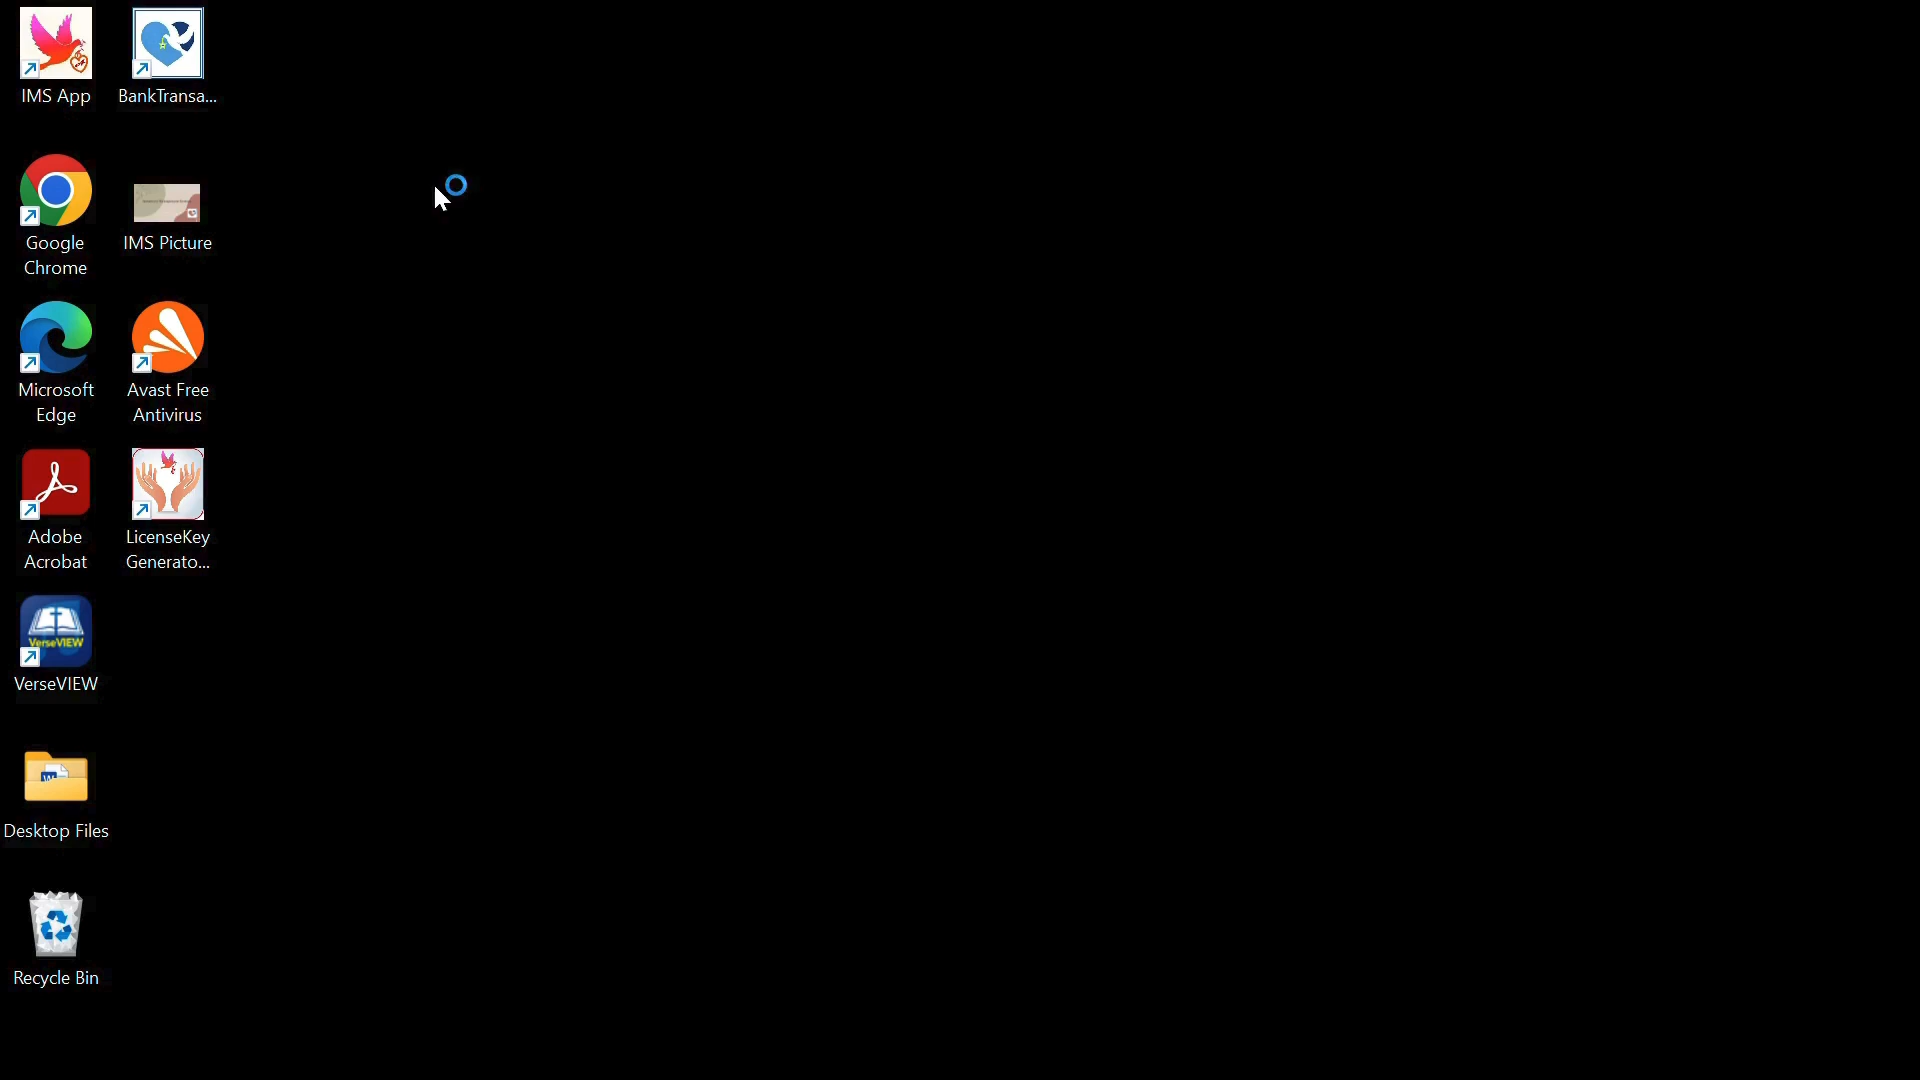 IMS App
BankTransa...
Google
Chrome
IMS Picture
Microsoft
Edge
Avast Free
Antivirus
Adobe
Acrobat
LicenseKey
Generato...
VerseVIEW
VerseVIEW
W
Desktop Files
Recycle Bin